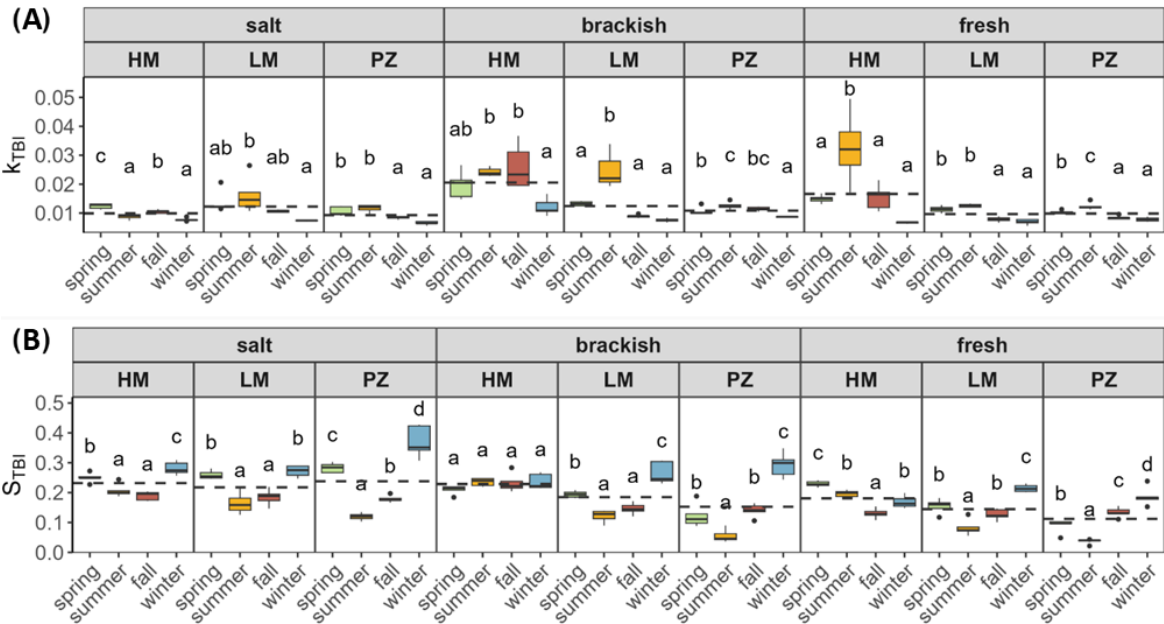 (A)
salt brackish fresh
HM LM PZ HM LM PZ HM LM PZ
k_TBI
0.05
0.04
0.03
0.02
0.01
c a b a
ab b ab a
b b a a
ab b b a
a b a a
b c bc a
a b a a
b b a a
b c a a
spring summer fall winter spring summer fall winter spring summer fall winter spring summer fall winter spring summer fall winter spring summer fall winter spring summer fall winter spring summer fall winter spring summer fall winter
(B)
salt brackish fresh
HM LM PZ HM LM PZ HM LM PZ
S_TBI
0.5
0.4
0.3
0.2
0.1
0.0
b a a c
b a a b
c a b d
a a a a
b a a c
b a b c
c b a b
b a b c
b a c d
spring summer fall winter spring summer fall winter spring summer fall winter spring summer fall winter spring summer fall winter spring summer fall winter spring summer fall winter spring summer fall winter spring summer fall winter